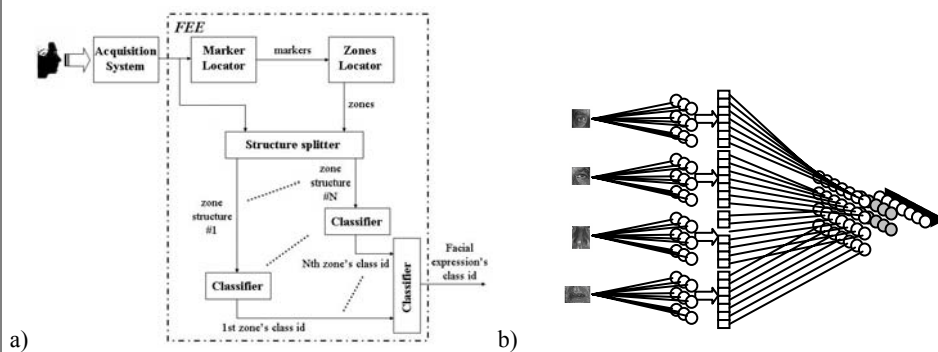 FEE
Acquisition
System
Marker
Locator
markers
Zones
Locator
zones
Structure splitter
zone
structure
#1
zone
structure
#N
Classifier
Classifier
Nth zone's class id
1st zone's class id
Classifier
Facial
expression's
class id
a)
b)